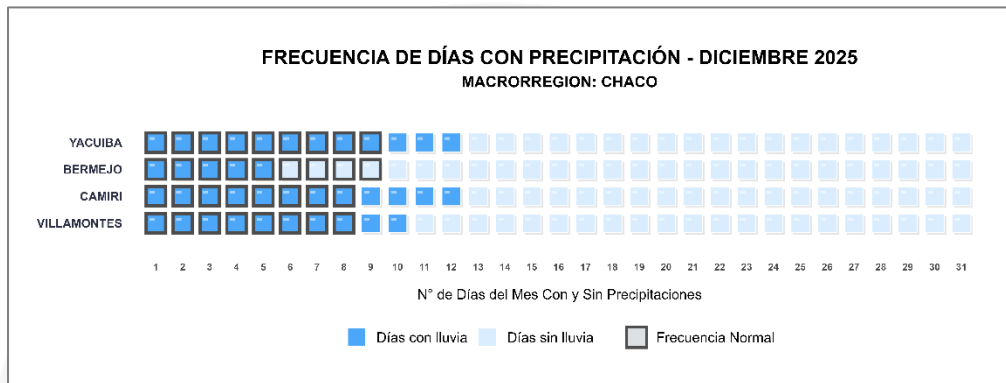 FRECUENCIA DE DÍAS CON PRECIPITACIÓN - DICIEMBRE 2025
MACRORREGION: CHACO
YACUIBA
BERMEJO
CAMIRI
VILLAMONTES
1 2 3 4 5 6 7 8 9 10 11 12 13 14 15 16 17 18 19 20 21 22 23 24 25 26 27 28 29 30 31
N° de Días del Mes Con y Sin Precipitaciones
Días con lluvia Días sin lluvia Frecuencia Normal